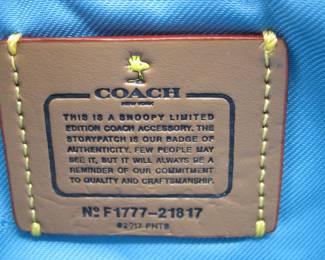 COACH
NEW YORK
THIS IS A SNOOPY LIMITED
EDITION COACH ACCESSORY. THE
STORYPATCH IS OUR BADGE OF
AUTHENTICITY. FEW PEOPLE MAY
SEE IT, BUT IT WILL ALWAYS BE A
REMINDER OF OUR COMMITMENT
TO QUALITY AND CRAFTSMANSHIP.
Nº F1777-21817
©2017 PNTS